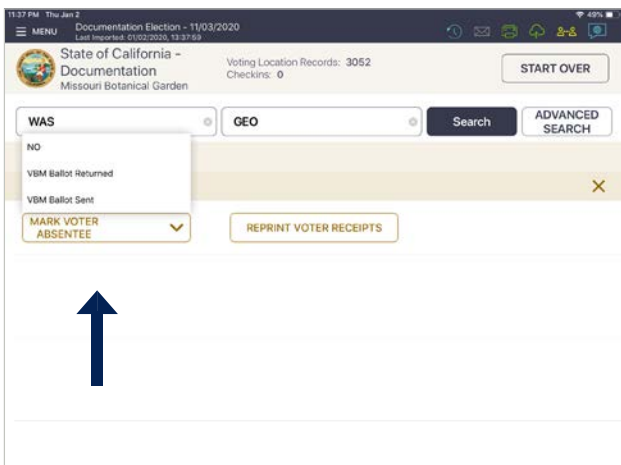 11:37 PM Thu Jan 2
49%
MENU
Documentation Election - 11/03/2020
Last Imported: 01/02/2020, 13:37:59
State of California -
Documentation
Missouri Botanical Garden
Voting Location Records: 3052
Checkins: 0
START OVER
WAS
GEO
Search
ADVANCED
SEARCH
NO
VBM Ballot Returned
VBM Ballot Sent
MARK VOTER
ABSENTEE
REPRINT VOTER RECEIPTS